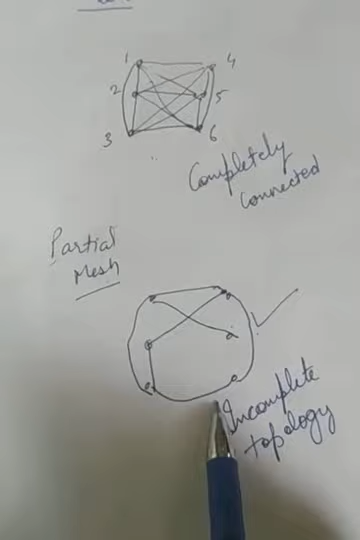 1
4
2
5
3
6
Completely
Connected
Partial
Mesh
Incomplete
topology